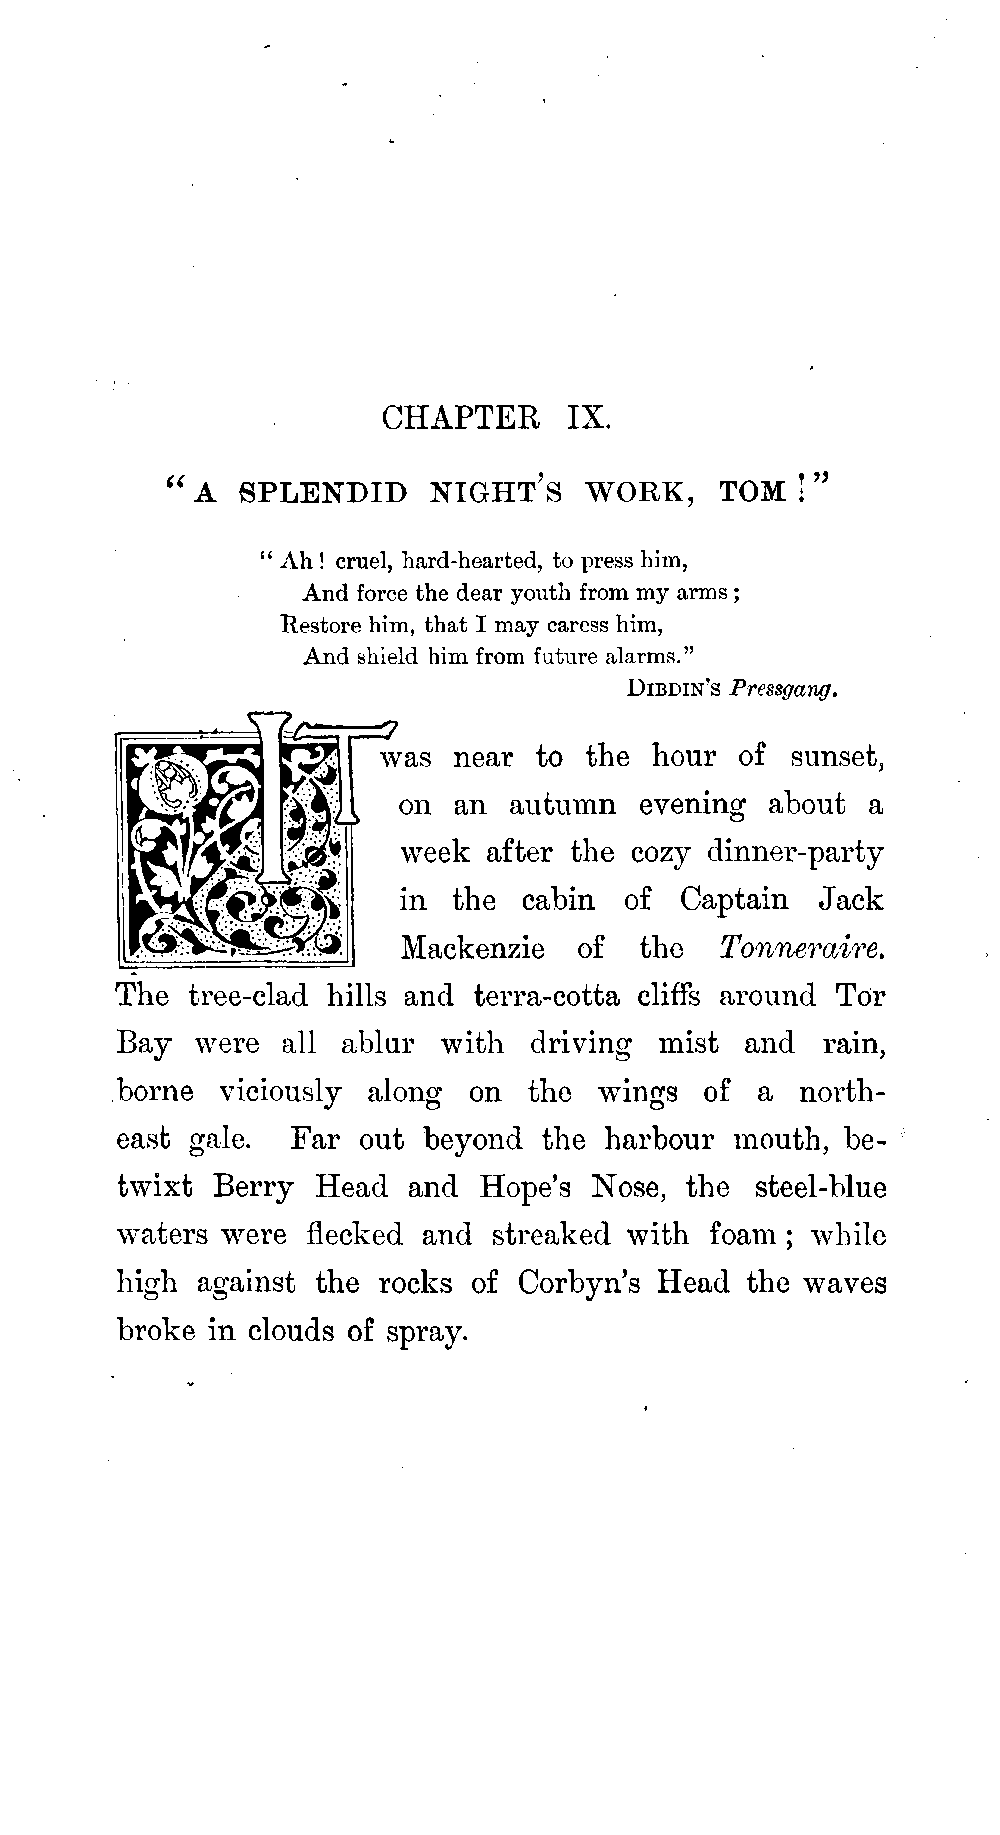 CHAPTER IX.
"A SPLENDID NIGHT'S WORK, TOM!"
"Ah! cruel, hard-hearted, to press him,
And force the dear youth from my arms;
Restore him, that I may caress him,
And shield him from future alarms."
DIBDIN'S Pressgang.
IT was near to the hour of sunset,
on an autumn evening about a
week after the cozy dinner-party
in the cabin of Captain Jack
Mackenzie of the Tonneraire.
The tree-clad hills and terra-cotta cliffs around Tor
Bay were all ablur with driving mist and rain,
borne viciously along on the wings of a north-
east gale. Far out beyond the harbour mouth, be-
twixt Berry Head and Hope's Nose, the steel-blue
waters were flecked and streaked with foam; while
high against the rocks of Corbyn's Head the waves
broke in clouds of spray.